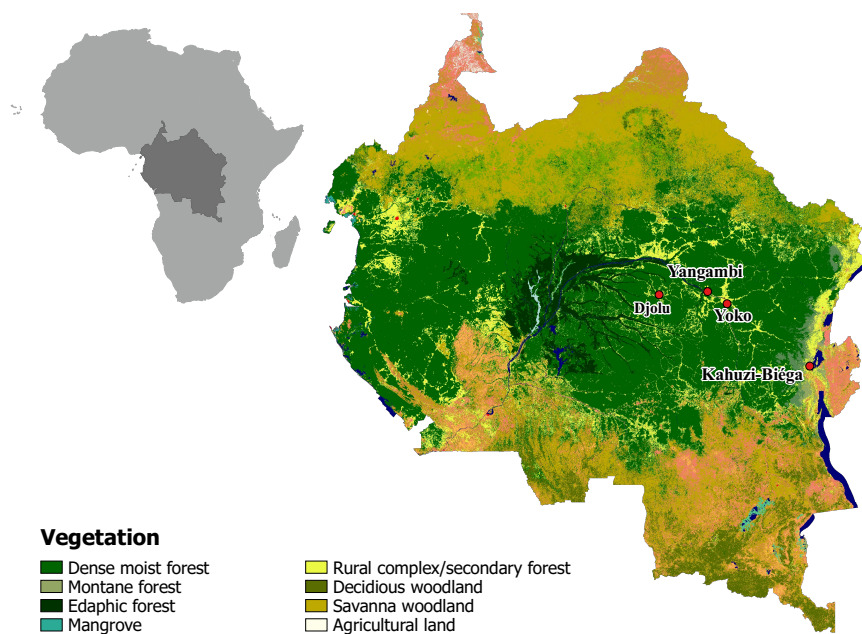 Yangambi
Djolu
Yoko
Kahuzi-Biéga
Vegetation
Dense moist forest
Montane forest
Edaphic forest
Mangrove
Rural complex/secondary forest
Decidious woodland
Savanna woodland
Agricultural land